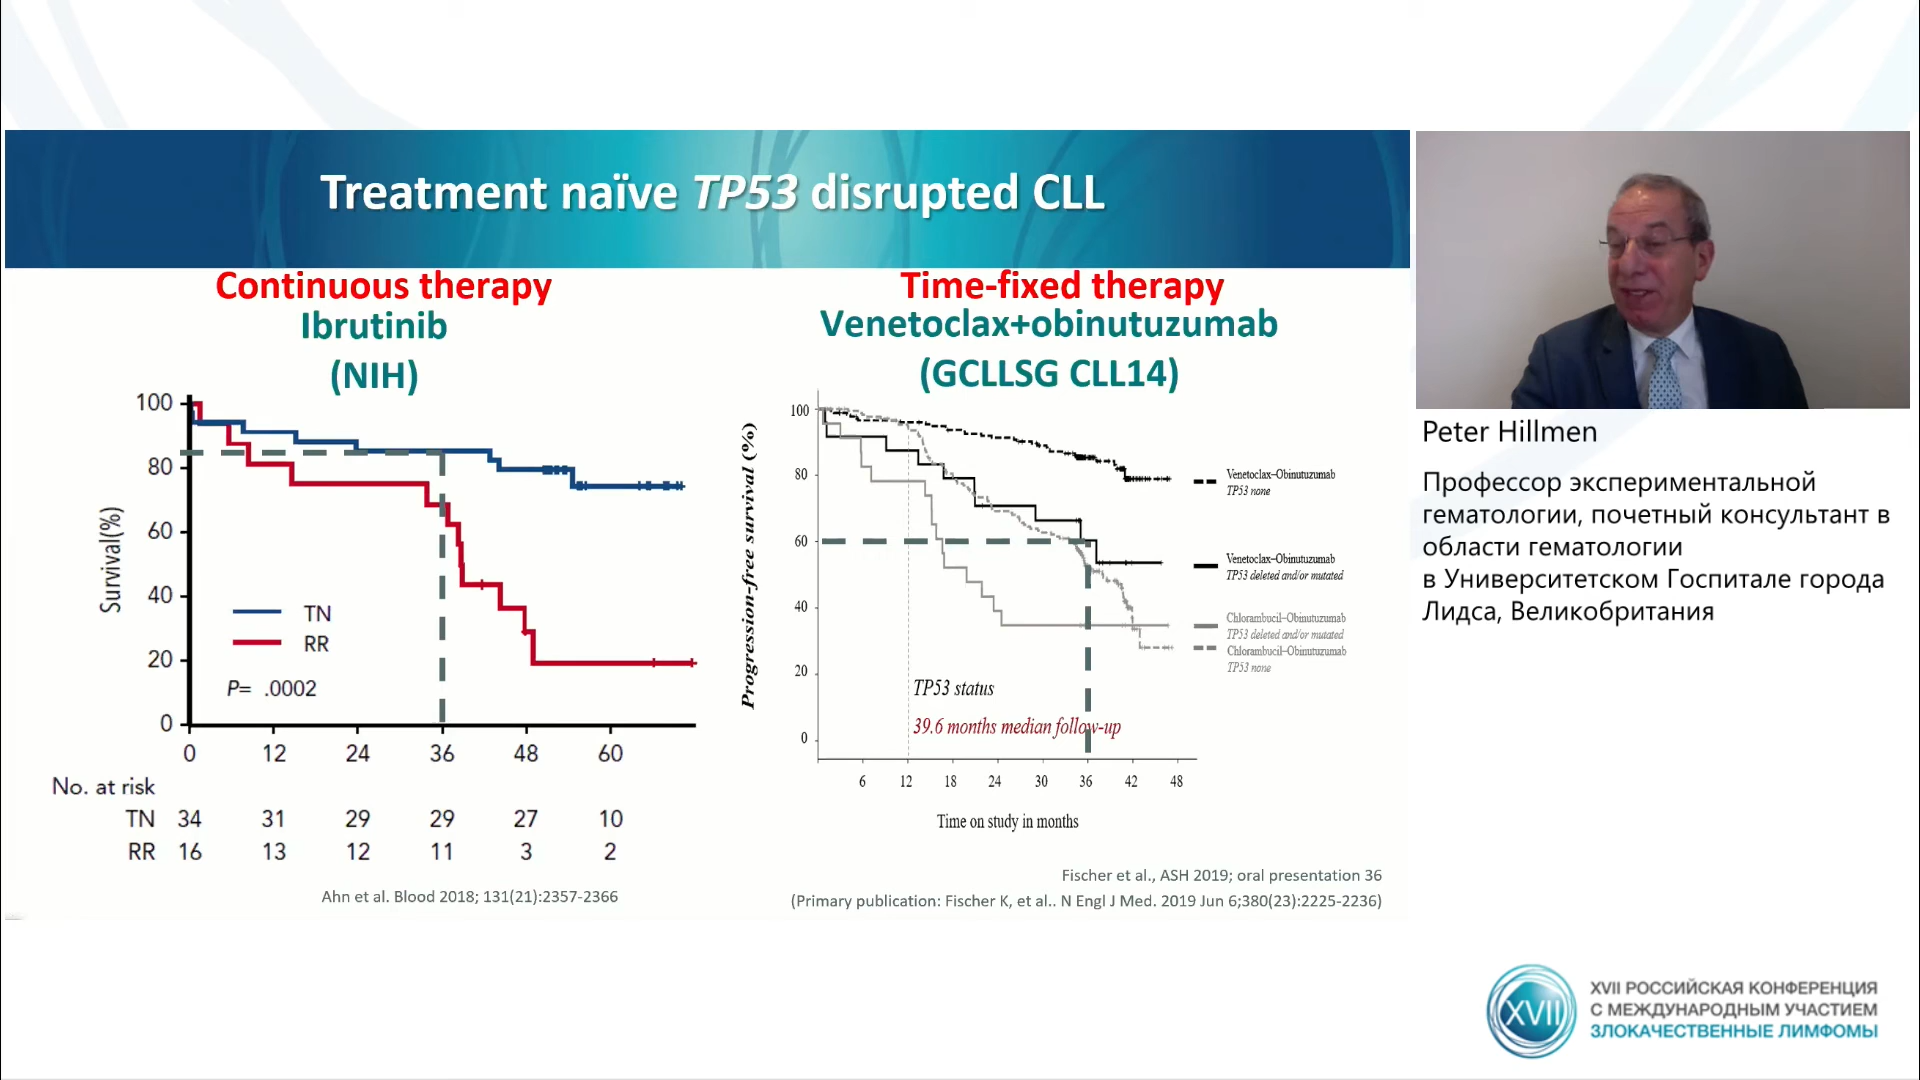 Treatment naïve TP53 disrupted CLL
Continuous therapy
Ibrutinib
(NIH)
100
80
60
40
20
0
Survival(%)
TN
RR
P= .0002
0 12 24 36 48 60
No. at risk
TN 34 31 29 29 27 10
RR 16 13 12 11 3 2
Ahn et al. Blood 2018; 131(21):2357-2366
Time-fixed therapy
Venetoclax+obinutuzumab
(GCLLSG CLL14)
Progression-free survival (%)
100
80
60
40
20
0
Venetoclax–Obinutuzumab
TP53 none
Venetoclax–Obinutuzumab
TP53 deleted and/or mutated
Chlorambucil–Obinutuzumab
TP53 deleted and/or mutated
Chlorambucil–Obinutuzumab
TP53 none
TP53 status
39.6 months median follow-up
6 12 18 24 30 36 42 48
Time on study in months
Fischer et al., ASH 2019; oral presentation 36
(Primary publication: Fischer K, et al.. N Engl J Med. 2019 Jun 6;380(23):2225-2236)
Peter Hillmen
Профессор экспериментальной
гематологии, почетный консультант в
области гематологии
в Университетском Госпитале города
Лидса, Великобритания
XVII
XVII РОССИЙСКАЯ КОНФЕРЕНЦИЯ
С МЕЖДУНАРОДНЫМ УЧАСТИЕМ
ЗЛОКАЧЕСТВЕННЫЕ ЛИМФОМЫ